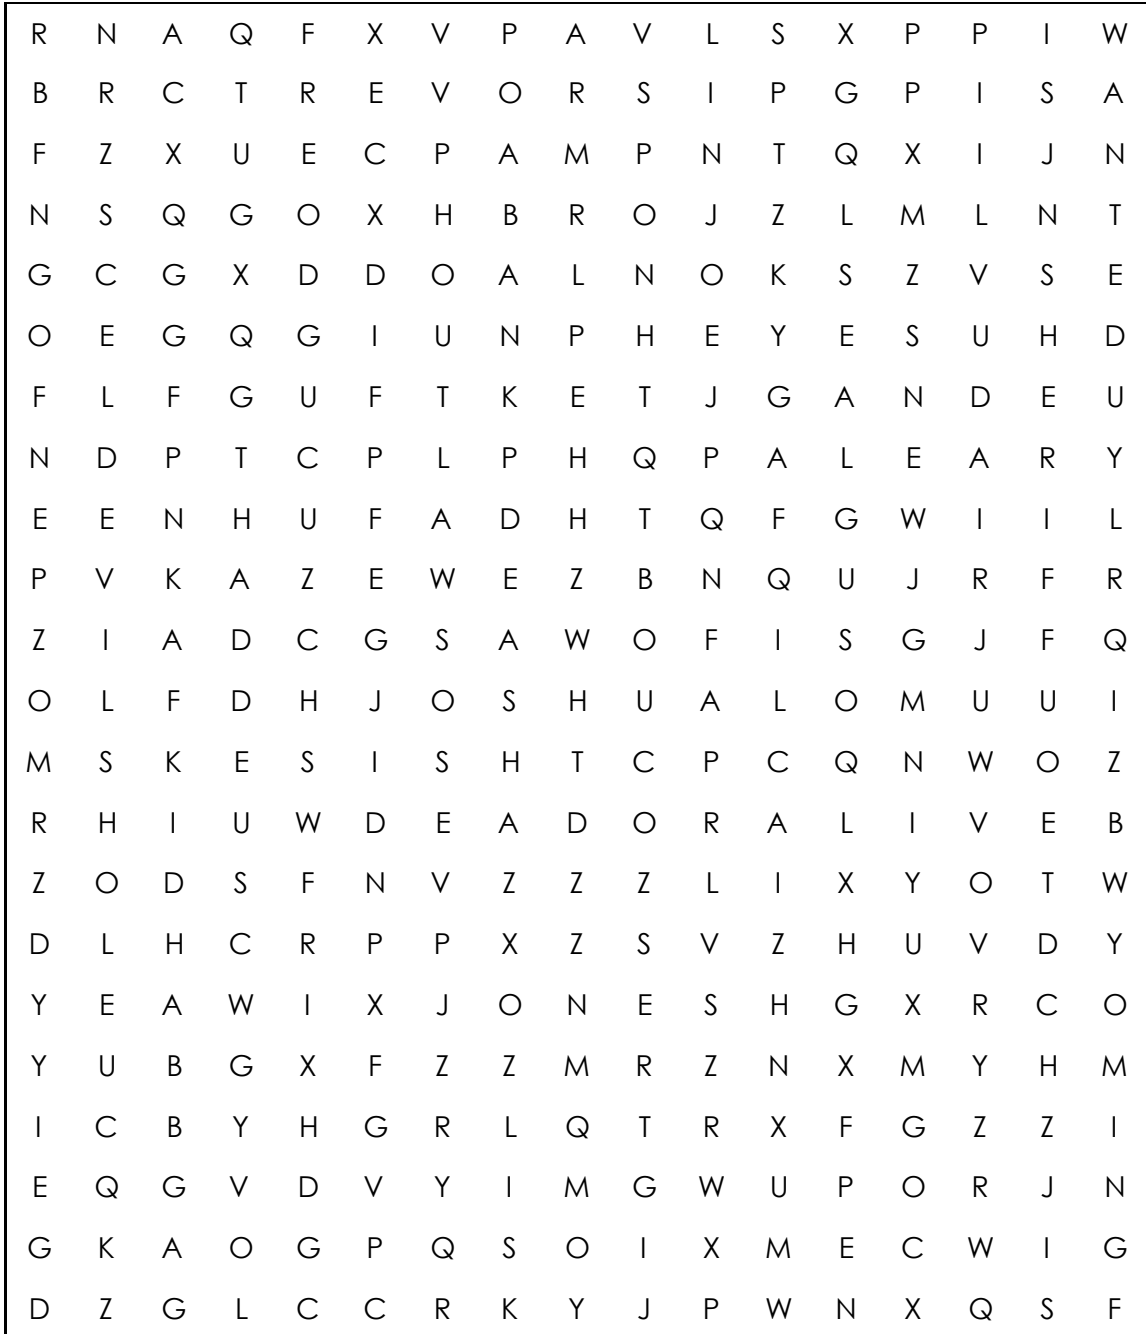 R N A Q F X V P A V L S X P P I W
B R C T R E V O R S I P G P I S A
F Z X U E C P A M P N T Q X I J N
N S Q G O X H B R O J Z L M L N T
G C G X D D O A L N O K S Z V S E
O E G Q G I U N P H E Y E S U H D
F L F G U F T K E T J G A N D E U
N D P T C P L P H Q P A L E A R Y
E E N H U F A D H T Q F G W I I L
P V K A Z E W E Z B N Q U J R F R
Z I A D C G S A W O F I S G J F Q
O L F D H J O S H U A L O M U U I
M S K E S I S H T C P C Q N W O Z
R H I U W D E A D O R A L I V E B
Z O D S F N V Z Z Z L I X Y O T W
D L H C R P P X Z S V Z H U V D Y
Y E A W I X J O N E S H G X R C O
Y U B G X F Z Z M R Z N X M Y H M
I C B Y H G R L Q T R X F G Z Z I
E Q G V D V Y I M G W U P O R J N
G K A O G P Q S O I X M E C W I G
D Z G L C C R K Y J P W N X Q S F